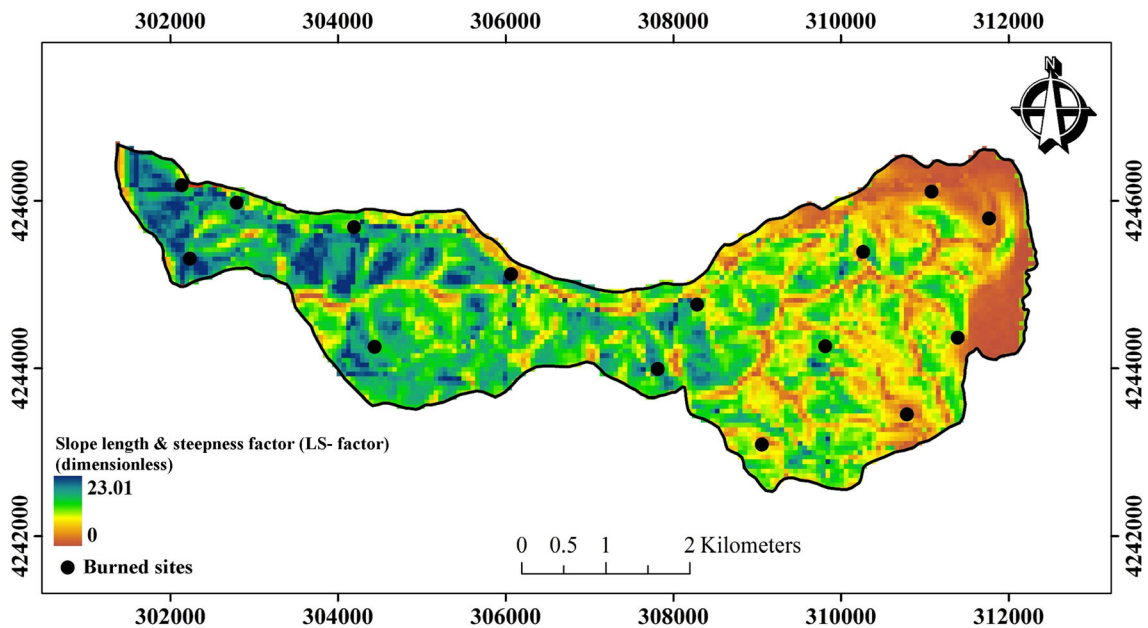 302000 304000 306000 308000 310000 312000
N
4246000 4246000
4244000 4244000
Slope length & steepness factor (LS- factor)
(dimensionless)
23.01
0
Burned sites
4242000 4242000
0 0.5 1 2 Kilometers
302000 304000 306000 308000 310000 312000